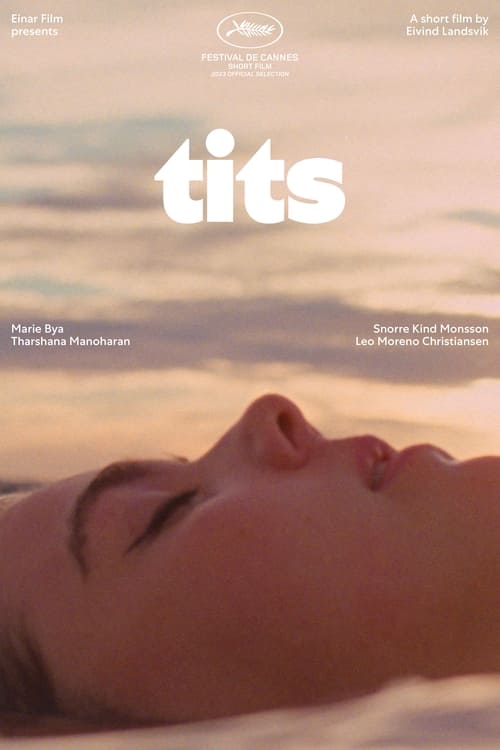 Einar Film
presents
FESTIVAL DE CANNES
SHORT FILM
2023 OFFICIAL SELECTION
A short film by
Eivind Landsvik
tits
Marie Bya
Tharshana Manoharan
Snorre Kind Monsson
Leo Moreno Christiansen